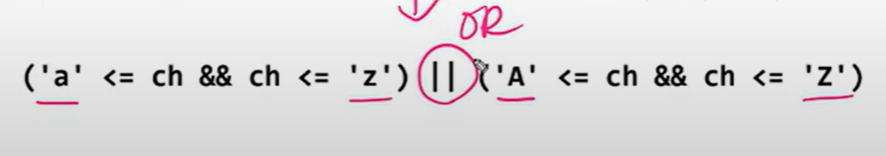 OR
('a' <= ch && ch <= 'z') || ('A' <= ch && ch <= 'Z')